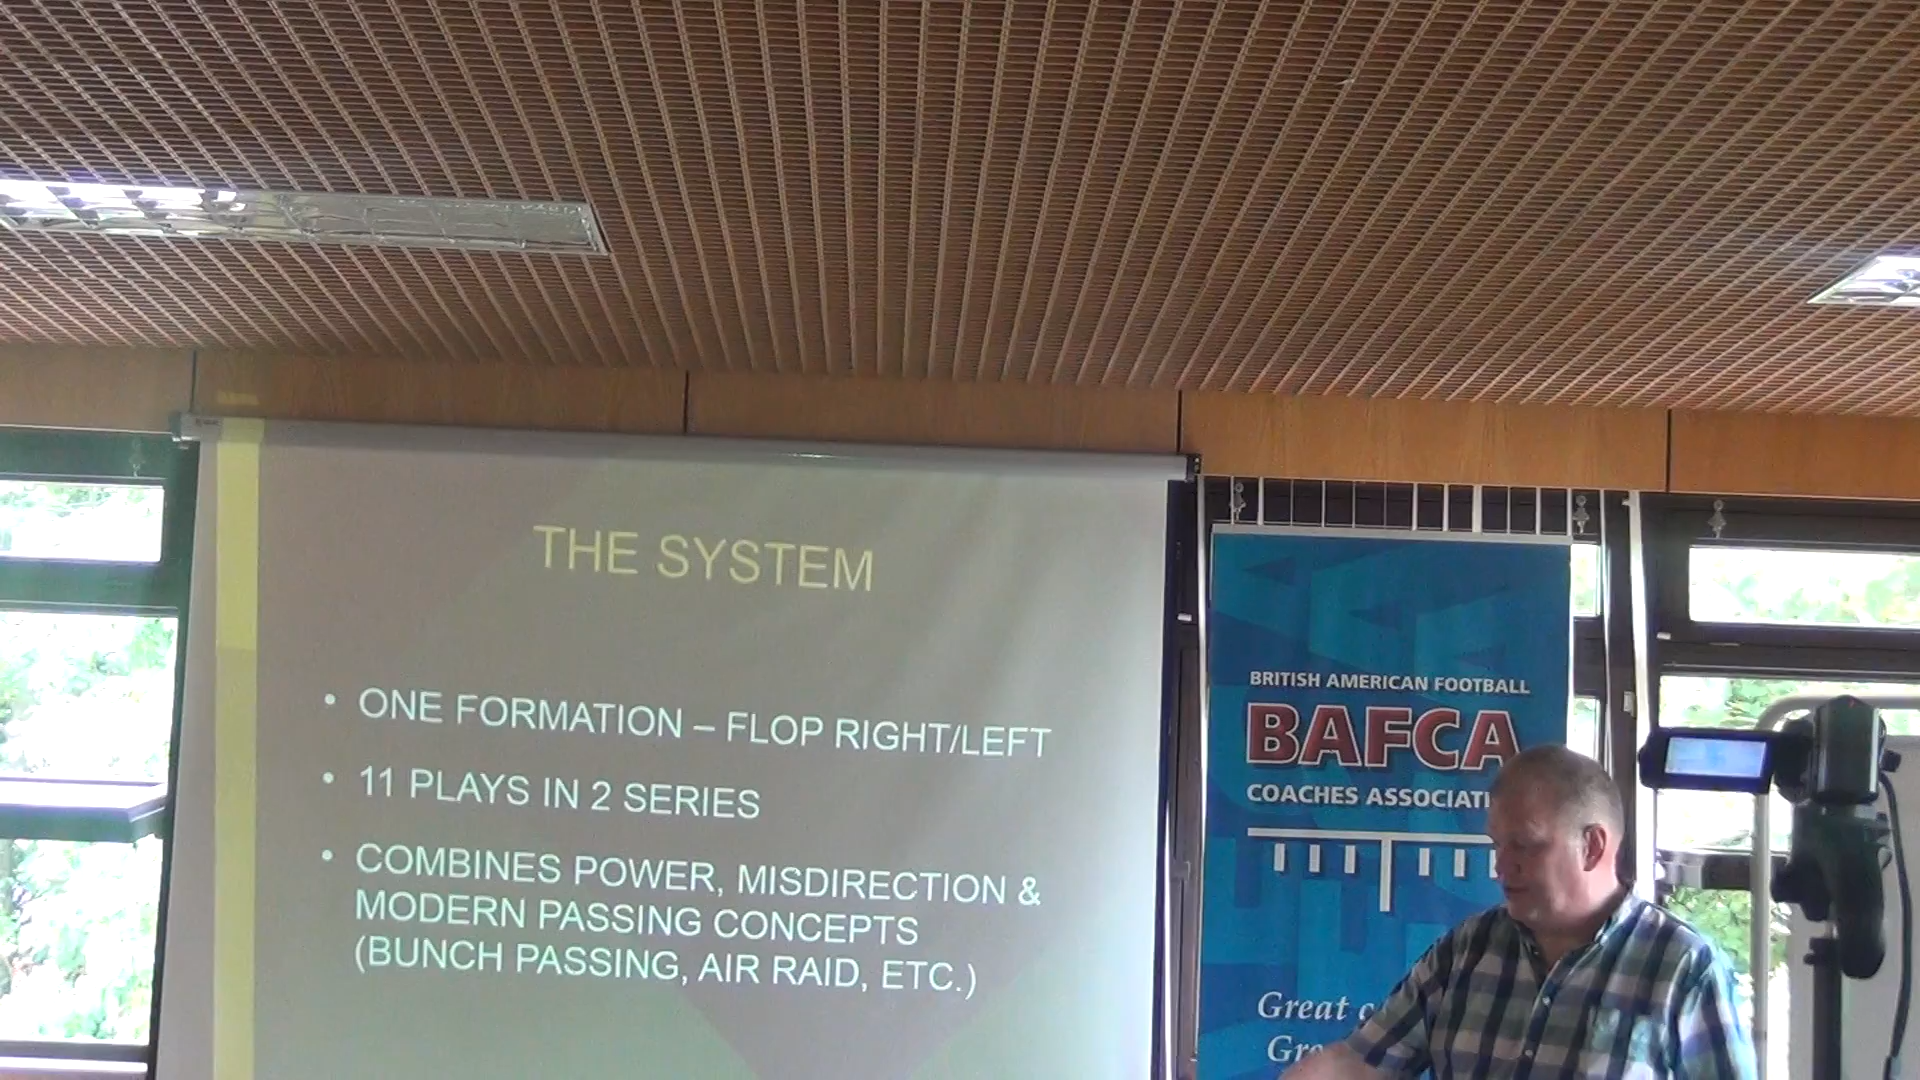 THE SYSTEM
• ONE FORMATION – FLOP RIGHT/LEFT
• 11 PLAYS IN 2 SERIES
• COMBINES POWER, MISDIRECTION &
MODERN PASSING CONCEPTS
(BUNCH PASSING, AIR RAID, ETC.)
BRITISH AMERICAN FOOTBALL
BAFCA
COACHES ASSOCIATI
Great